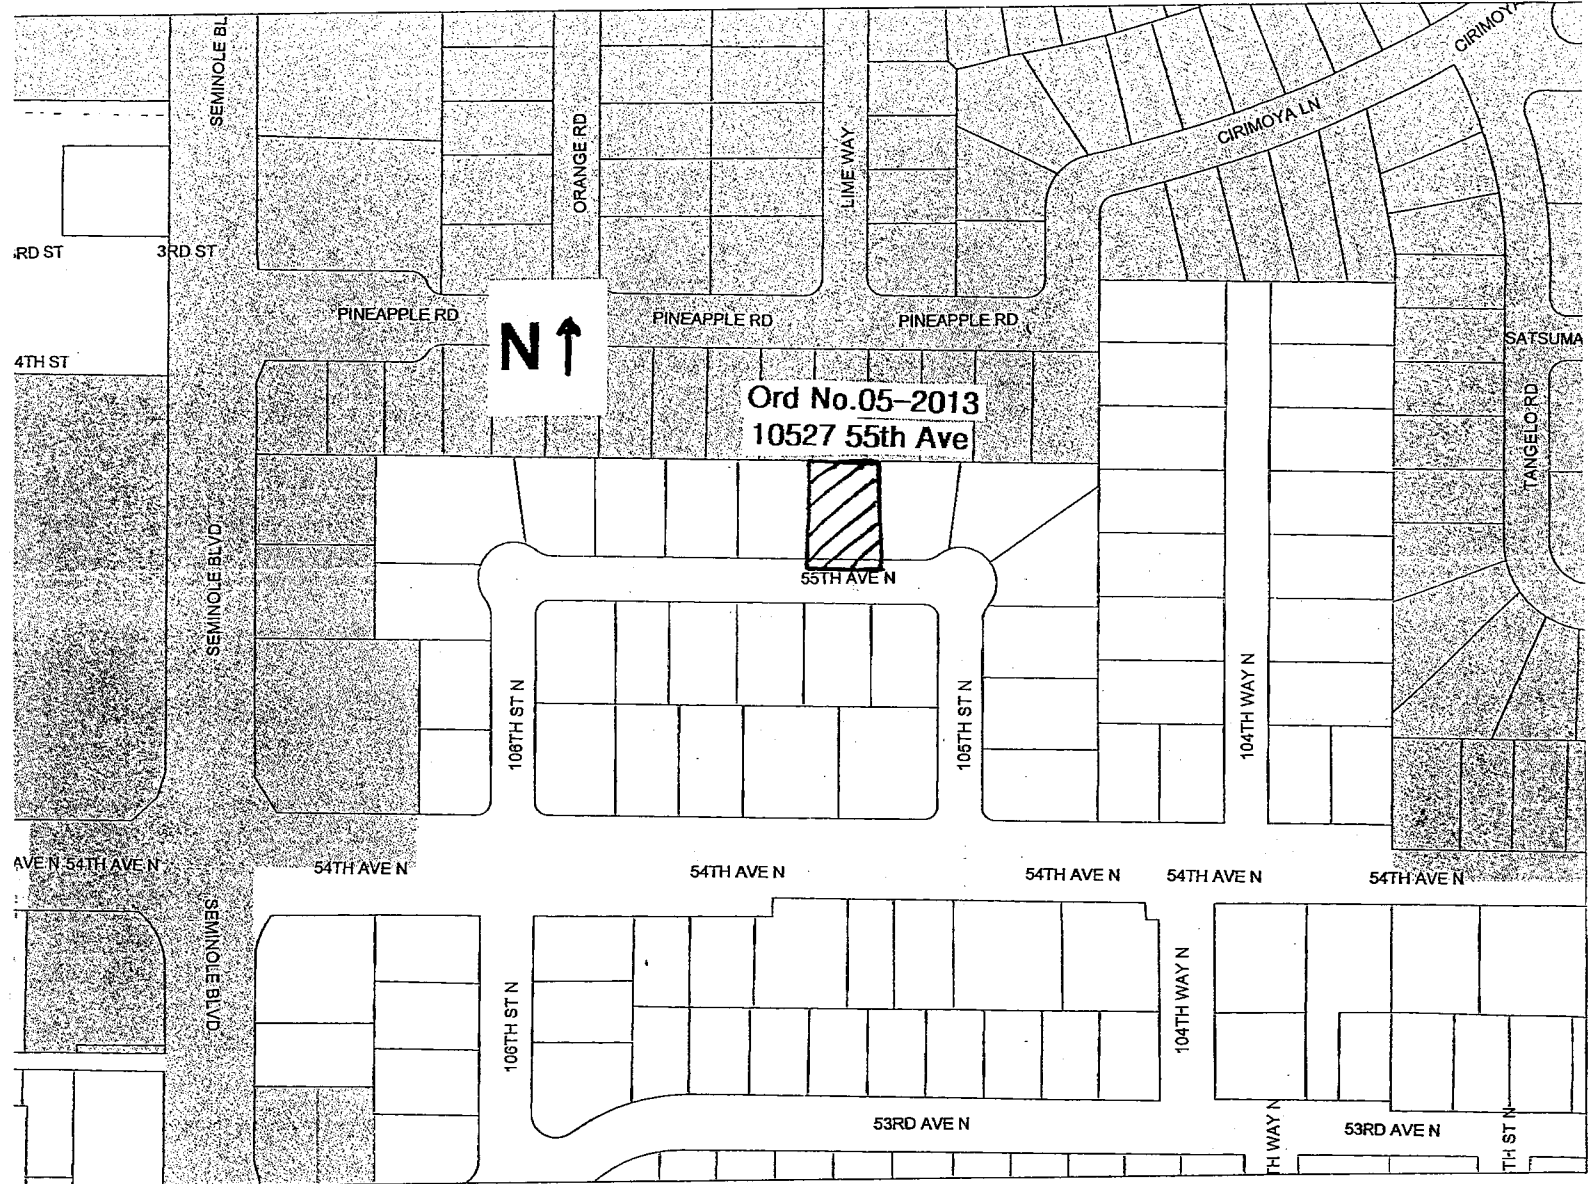 SEMINOLE BL
ORANGE RD
LIME WAY
CIRIMOYA
CIRIMOYA LN
RD ST
3RD ST
PINEAPPLE RD
PINEAPPLE RD
PINEAPPLE RD
N
4TH ST
SATSUMA
Ord No.05-2013
10527 55th Ave
TANGELO RD
SEMINOLE BLVD
55TH AVE N
106TH ST N
105TH ST N
104TH WAY N
AVE N
54TH AVE N
54TH AVE N
54TH AVE N
54TH AVE N
54TH AVE N
54TH AVE N
SEMINOLE BLVD
106TH ST N
104TH WAY N
53RD AVE N
53RD AVE N
TH WAY N
TH ST N